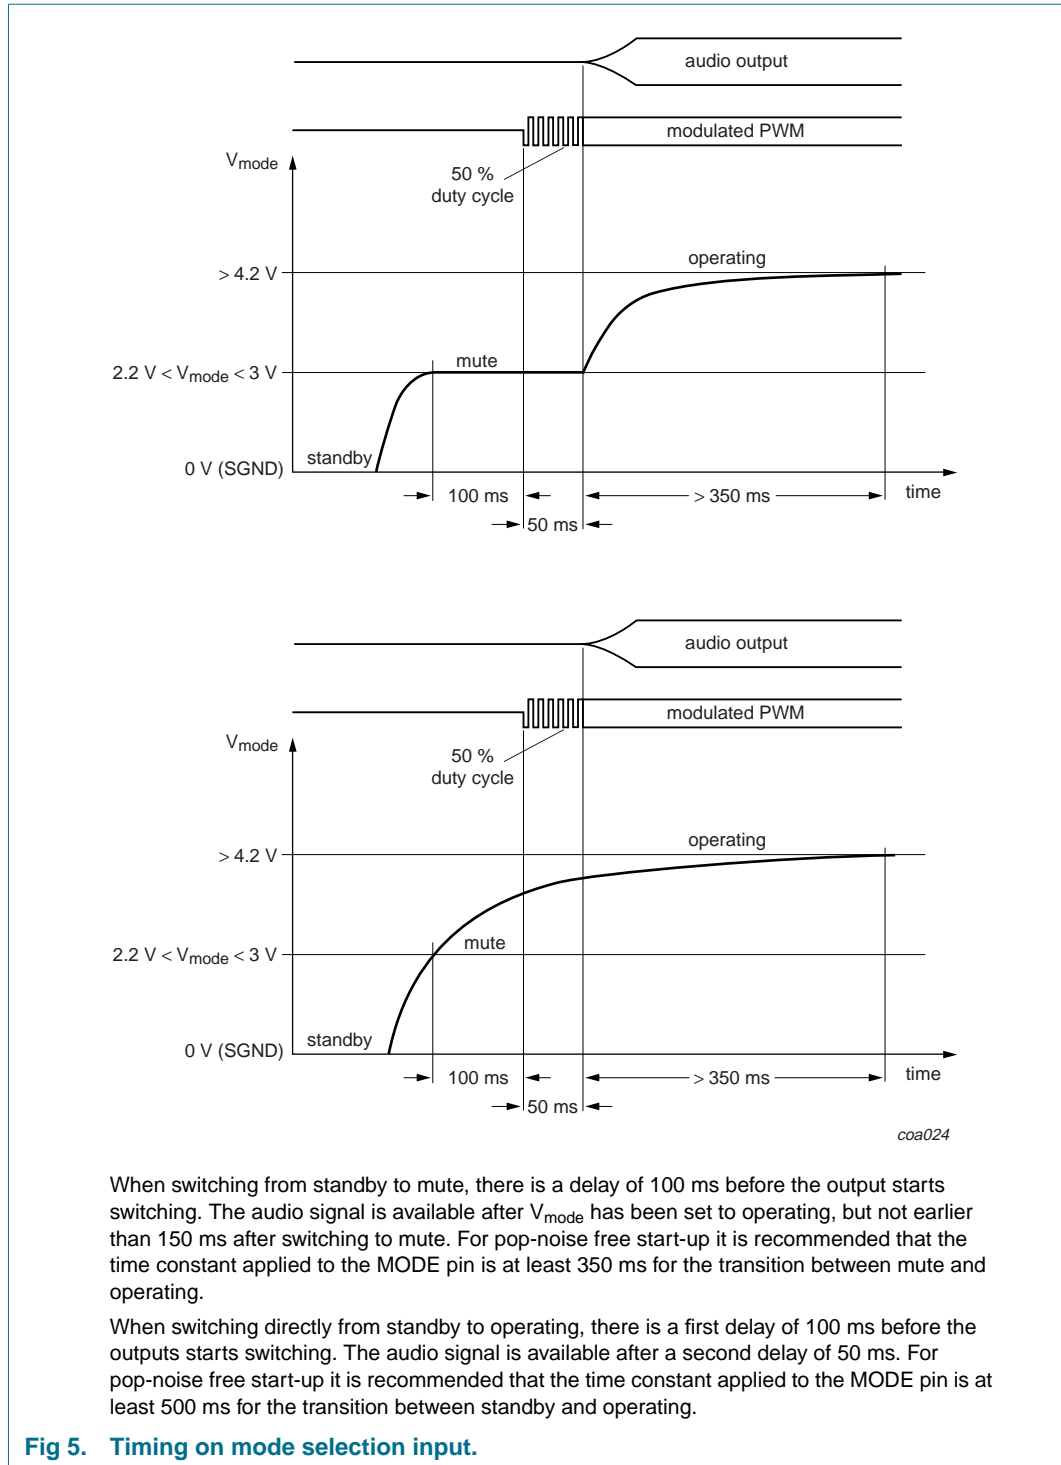 audio output
modulated PWM
Vmode
50 %
duty cycle
> 4.2 V
operating
2.2 V < Vmode < 3 V
mute
0 V (SGND)
standby
100 ms
> 350 ms
time
50 ms
audio output
modulated PWM
Vmode
50 %
duty cycle
operating
> 4.2 V
2.2 V < Vmode < 3 V
mute
0 V (SGND)
standby
100 ms
> 350 ms
time
50 ms
coa024
When switching from standby to mute, there is a delay of 100 ms before the output starts
switching. The audio signal is available after Vmode has been set to operating, but not earlier
than 150 ms after switching to mute. For pop-noise free start-up it is recommended that the
time constant applied to the MODE pin is at least 350 ms for the transition between mute and
operating.
When switching directly from standby to operating, there is a first delay of 100 ms before the
outputs starts switching. The audio signal is available after a second delay of 50 ms. For
pop-noise free start-up it is recommended that the time constant applied to the MODE pin is at
least 500 ms for the transition between standby and operating.
Fig 5. Timing on mode selection input.